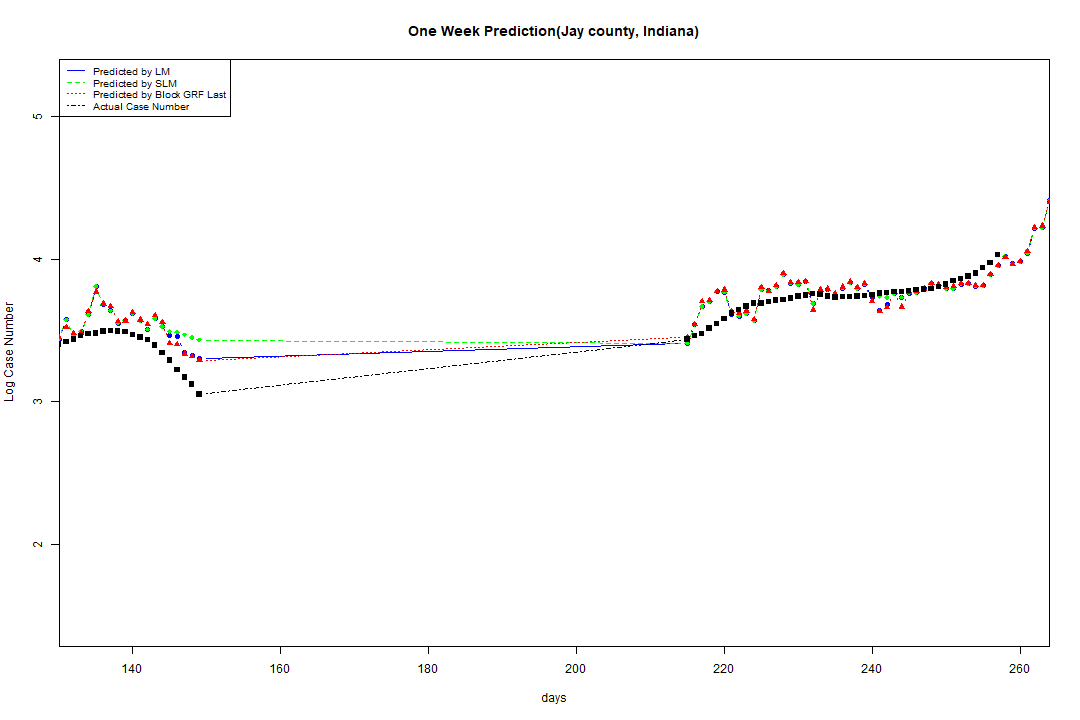 One Week Prediction(Jay county, Indiana)
Predicted by LM
Predicted by SLM
Predicted by Block GRF Last
Actual Case Number
5
4
3
2
Log Case Number
140 160 180 200 220 240 260
days